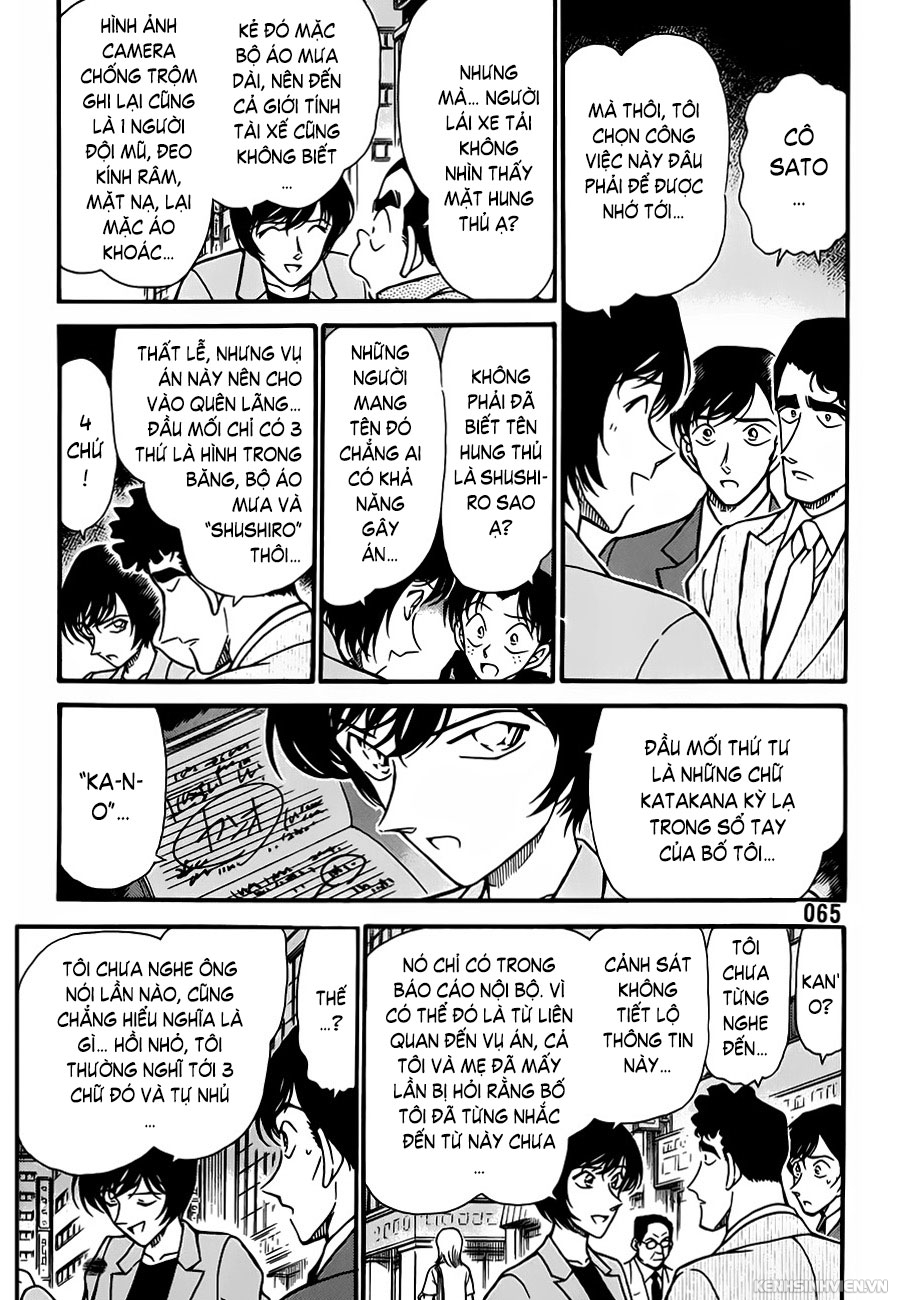 CÔ
SATO
...
MÀ THÔI, TÔI
CHỌN CÔNG
VIỆC NÀY ĐÂU
PHẢI ĐỂ ĐƯỢC
NHỚ TỚI...
NHƯNG
MÀ... NGƯỜI
LÁI XE TẢI
KHÔNG
NHÌN THẤY
MẶT HUNG
THỦ Ạ?
KẺ ĐÓ MẶC
BỘ ÁO MƯA
DÀI, NÊN ĐẾN
CẢ GIỚI TÍNH
TÀI XẾ CŨNG
KHÔNG BIẾT
...
HÌNH ẢNH
CAMERA
CHỐNG TRỘM
GHI LẠI CŨNG
LÀ 1 NGƯỜI
ĐỘI MŨ, ĐEO
KÍNH RÂM,
MẶT NẠ, LẠI
MẶC ÁO
KHOÁC...
KHÔNG
PHẢI ĐÃ
BIẾT TÊN
HUNG THỦ
LÀ SHUSHI-
RO SAO
Ạ?
NHỮNG
NGƯỜI
MANG
TÊN ĐÓ
CHẲNG AI
CÓ KHẢ
NĂNG
GÂY
ÁN...
THẤT LỄ, NHƯNG VỤ
ÁN NÀY NÊN CHO
VÀO QUÊN LÃNG...
ĐẦU MỐI CHỈ CÓ 3
THỨ LÀ HÌNH TRONG
BĂNG, BỘ ÁO
MƯA VÀ
"SHUSHIRO"
THÔI...
4
CHỨ
!
ĐẦU MỐI THỨ TƯ
LÀ NHỮNG CHỮ
KATAKANA KỲ LẠ
TRONG SỔ TAY
CỦA BỐ TÔI...
"KA-N-
O"...
065
KAN'
O?
TÔI
CHƯA
TỪNG
NGHE
ĐẾN...
CẢNH SÁT
KHÔNG
TIẾT LỘ
THÔNG TIN
NÀY...
NÓ CHỈ CÓ TRONG
BÁO CÁO NỘI BỘ. VÌ
CÓ THỂ ĐÓ LÀ TỪ LIÊN
QUAN ĐẾN VỤ ÁN, CẢ
TÔI VÀ MẸ ĐÃ MẤY
LẦN BỊ HỎI RẰNG BỐ
TÔI ĐÃ TỪNG NHẮC
ĐẾN TỪ NÀY CHƯA
...
THẾ
...?
TÔI CHƯA NGHE ÔNG
NÓI LẦN NÀO, CŨNG
CHẲNG HIỂU NGHĨA LÀ
GÌ... HỒI NHỎ, TÔI
THƯỜNG NGHĨ TỚI 3
CHỮ ĐÓ VÀ TỰ NHỦ
...
KENHSINHVIEN.VN